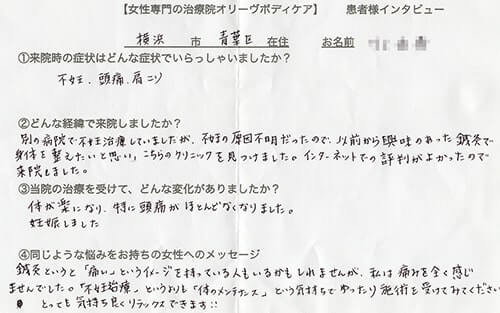 【女性専門の治療院オリーヴボディケア】 患者様インタビュー
横浜 市 青葉区 在住 お名前
①来院時の症状はどんな症状でいらっしゃいましたか？
不妊、頭痛、肩こり
②どんな経緯で来院しましたか？
別の病院で不妊治療していましたが、不妊の原因不明だったので、以前から興味のあった鍼灸で
身体を整えたいと思い、こちらのクリニックを見つけました。インターネットでの評判がよかったので
来院しました。
③当院の治療を受けて、どんな変化がありましたか？
体が楽になり、特に頭痛がほとんどなくなりました。
妊娠しました
④同じような悩みをお持ちの女性へのメッセージ
鍼灸というと「痛い」というイメージを持っている人もいるかもしれませんが、私は痛みを全く感じ
ませんでした。「不妊治療」というよりも「体のメンテナンス」という気持ちでゆったり施術を受けてみてください
とっても気持ち良くリラックスできます::